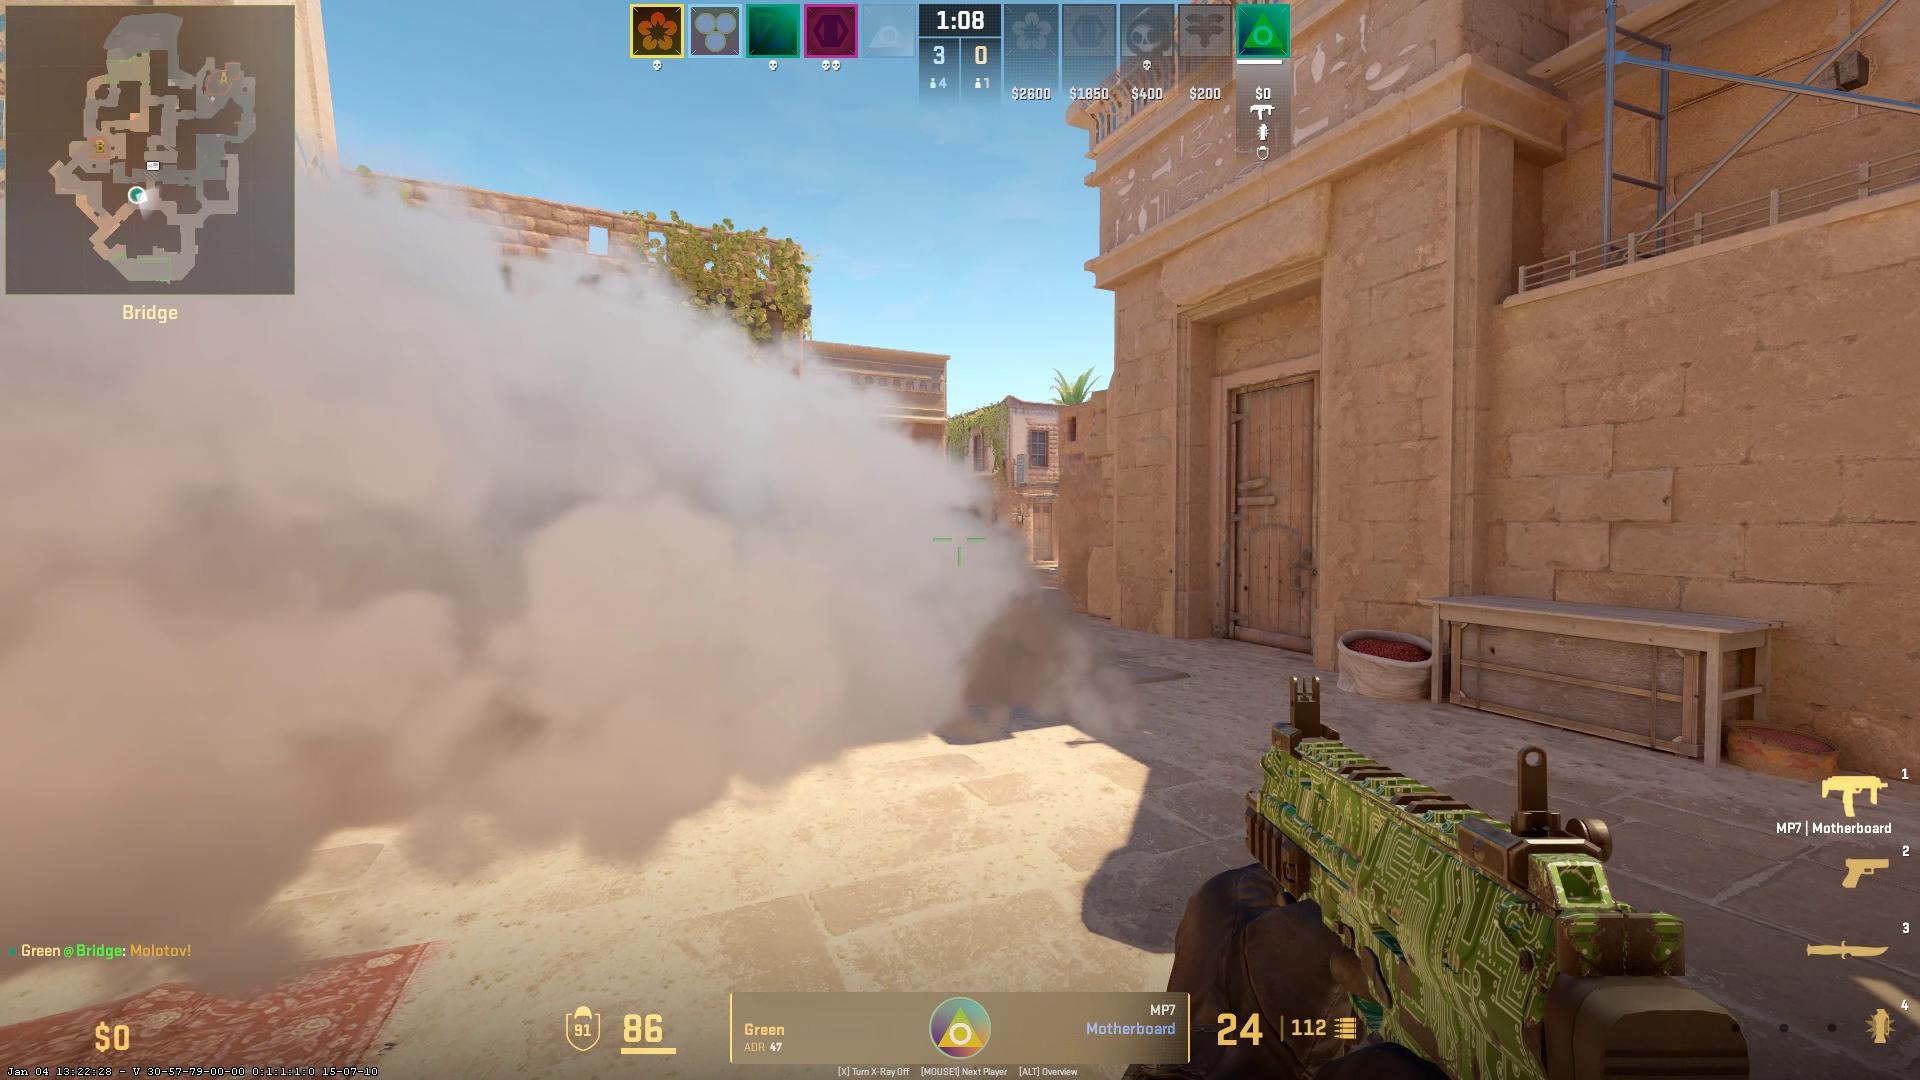 1:08
3 0
4 1
$2600 $1850 $400 $200 $0
A
B
Bridge
1
MP7 | Motherboard
2
3
4
Green @ Bridge: Molotov!
$0
91 86
Green
ADR 47
MP7
Motherboard
24 | 112
[X] Turn X-Ray Off [MOUSE1] Next Player [ALT] Overview
Jan 04 13:22:28 - V 30-57-79-00-00 0:1:1:1:0 15-07-10